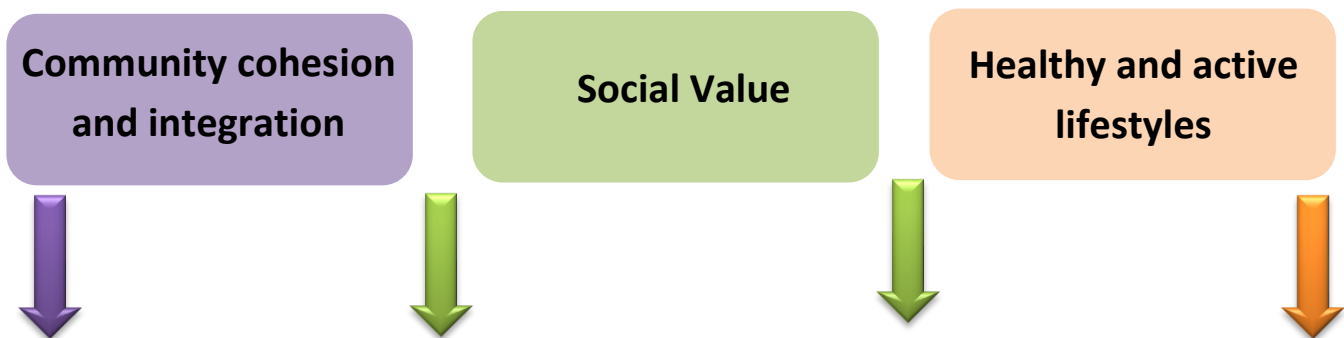 Community cohesion
and integration
Social Value
Healthy and active
lifestyles